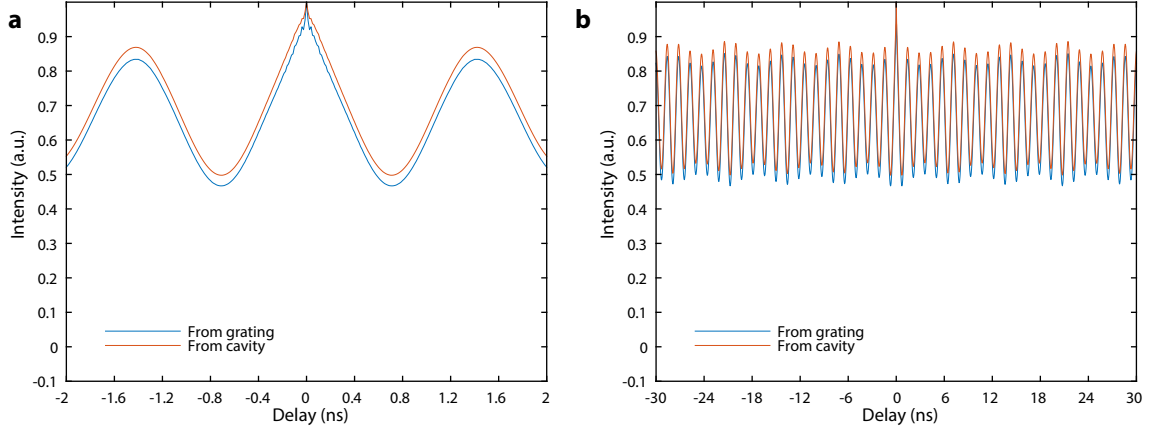 a
Intensity (a.u.)
0.9
0.8
0.7
0.6
0.5
0.4
0.3
0.2
0.1
0
-0.1
From grating
From cavity
-2 -1.6 -1.2 -0.8 -0.4 0 0.4 0.8 1.2 1.6 2
Delay (ns)
b
Intensity (a.u.)
0.9
0.8
0.7
0.6
0.5
0.4
0.3
0.2
0.1
0
-0.1
From grating
From cavity
-30 -24 -18 -12 -6 0 6 12 18 24 30
Delay (ns)